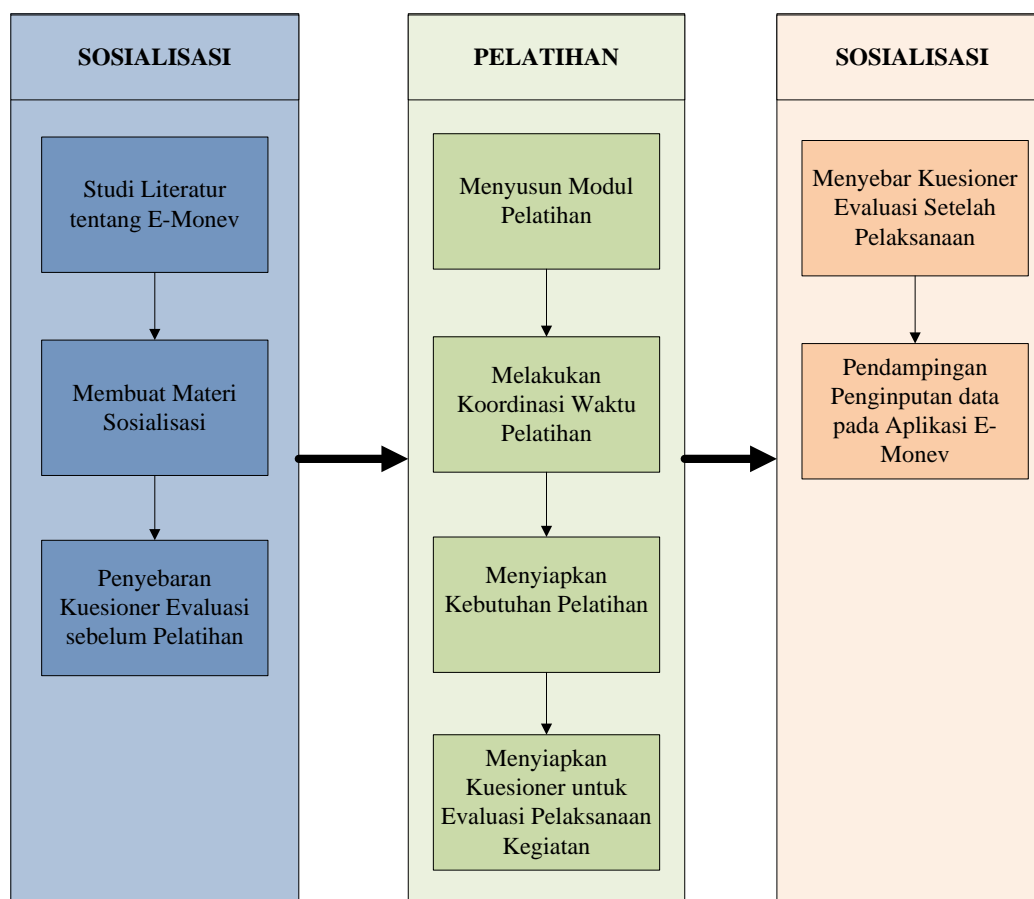 SOSIALISASI
Studi Literatur
tentang E-Monev
Membuat Materi
Sosialisasi
Penyebaran
Kuesioner Evaluasi
sebelum Pelatihan
PELATIHAN
Menyusun Modul
Pelatihan
Melakukan
Koordinasi Waktu
Pelatihan
Menyiapkan
Kebutuhan Pelatihan
Menyiapkan
Kuesioner untuk
Evaluasi Pelaksanaan
Kegiatan
SOSIALISASI
Menyebar Kuesioner
Evaluasi Setelah
Pelaksanaan
Pendampingan
Penginputan data
pada Aplikasi E-
Monev